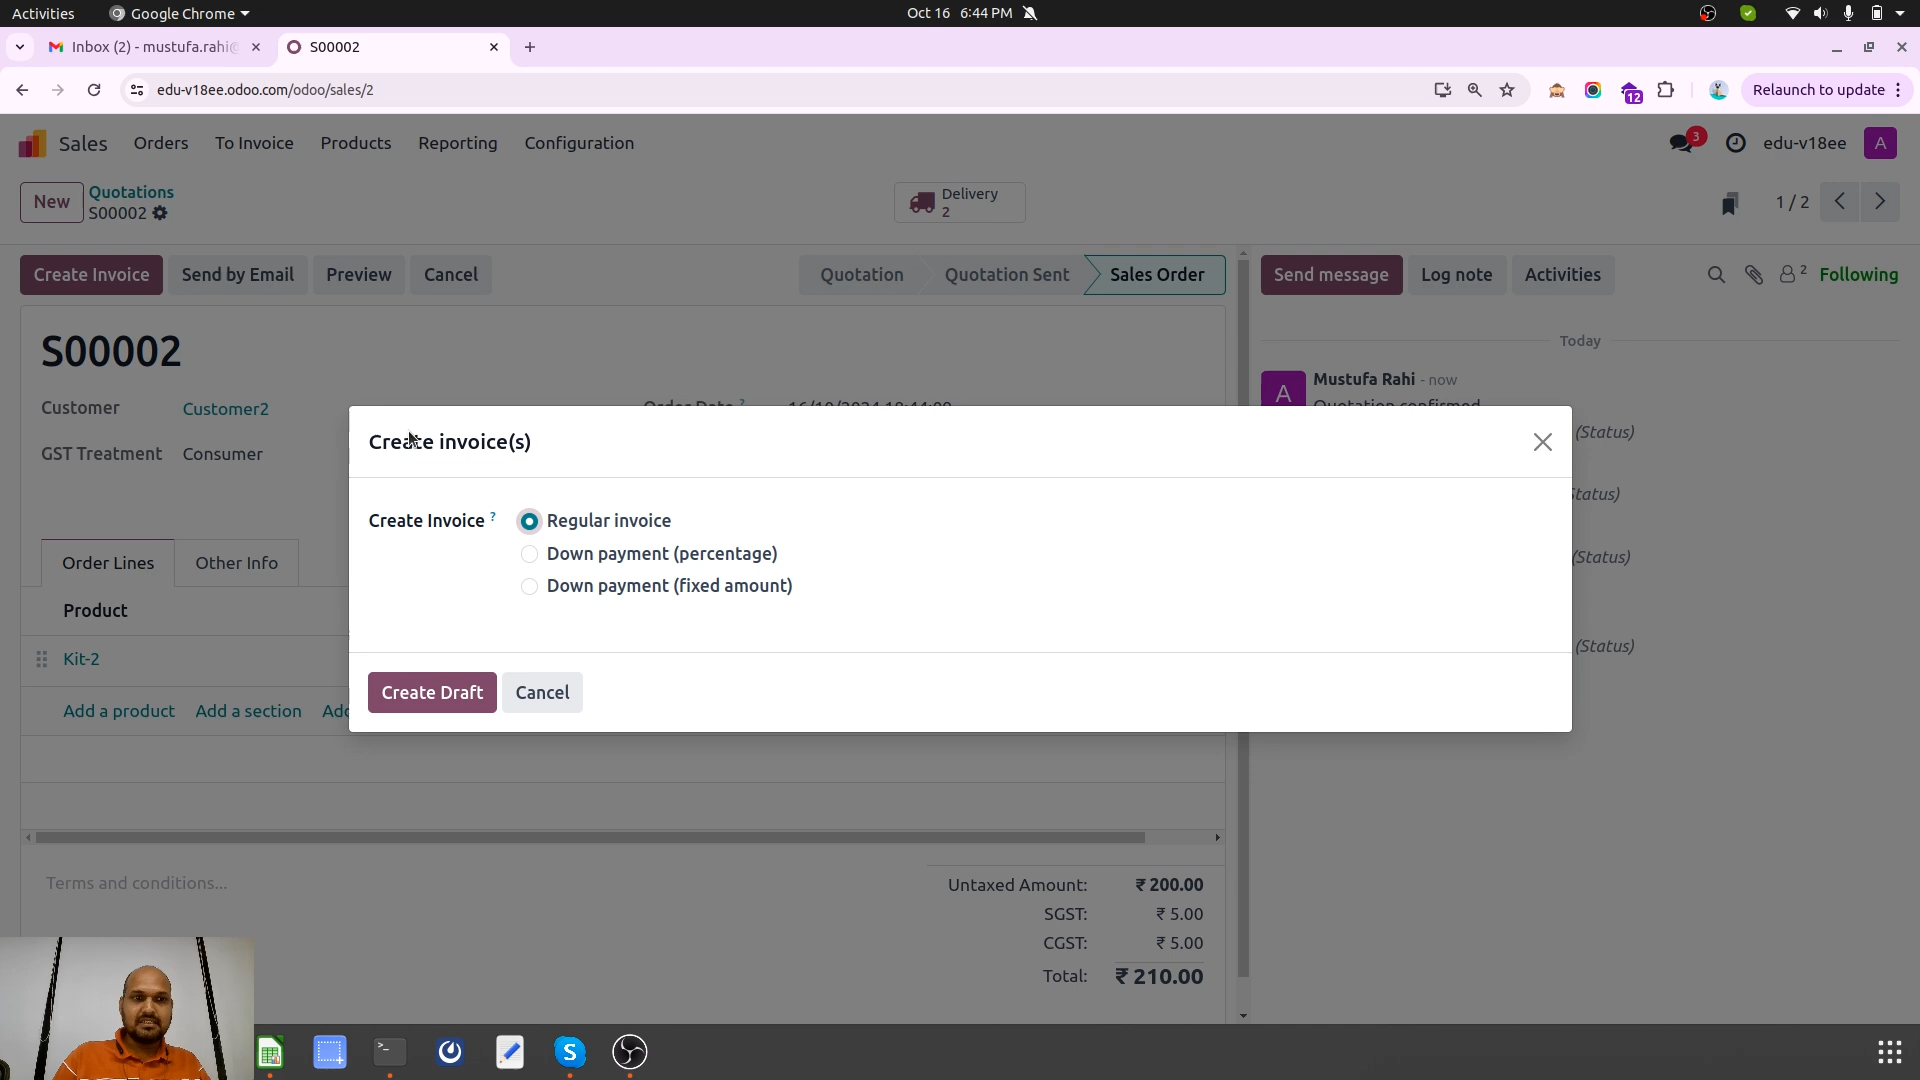 Activities
Google Chrome
Oct 16 6:44 PM
Inbox (2) - mustufa.rahi@
S00002
edu-v18ee.odoo.com/odoo/sales/2
12
Relaunch to update
Sales
Orders
To Invoice
Products
Reporting
Configuration
3
edu-v18ee
A
New
Quotations
S00002
Delivery
2
1 / 2
Create Invoice
Send by Email
Preview
Cancel
Quotation
Quotation Sent
Sales Order
Send message
Log note
Activities
2
Following
S00002
Today
Customer
Customer2
Order Date ?
16/10/2024 18:44:09
A
Mustufa Rahi - now
Quotation confirmed
(Status)
GST Treatment
Consumer
Create invoice(s)
Status)
Create Invoice ?
Regular invoice
Down payment (percentage)
Down payment (fixed amount)
(Status)
Order Lines
Other Info
Product
Kit-2
(Status)
Create Draft
Cancel
Add a product
Add a section
Terms and conditions...
Untaxed Amount:
₹ 200.00
SGST:
₹ 5.00
CGST:
₹ 5.00
Total:
₹ 210.00